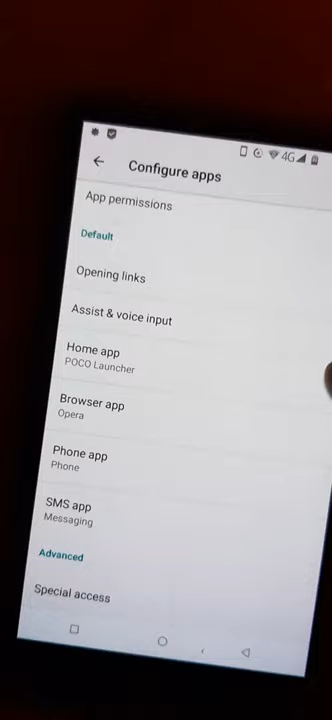 4G
Configure apps
App permissions
Default
Opening links
Assist & voice input
Home app
POCO Launcher
Browser app
Opera
Phone app
Phone
SMS app
Messaging
Advanced
Special access